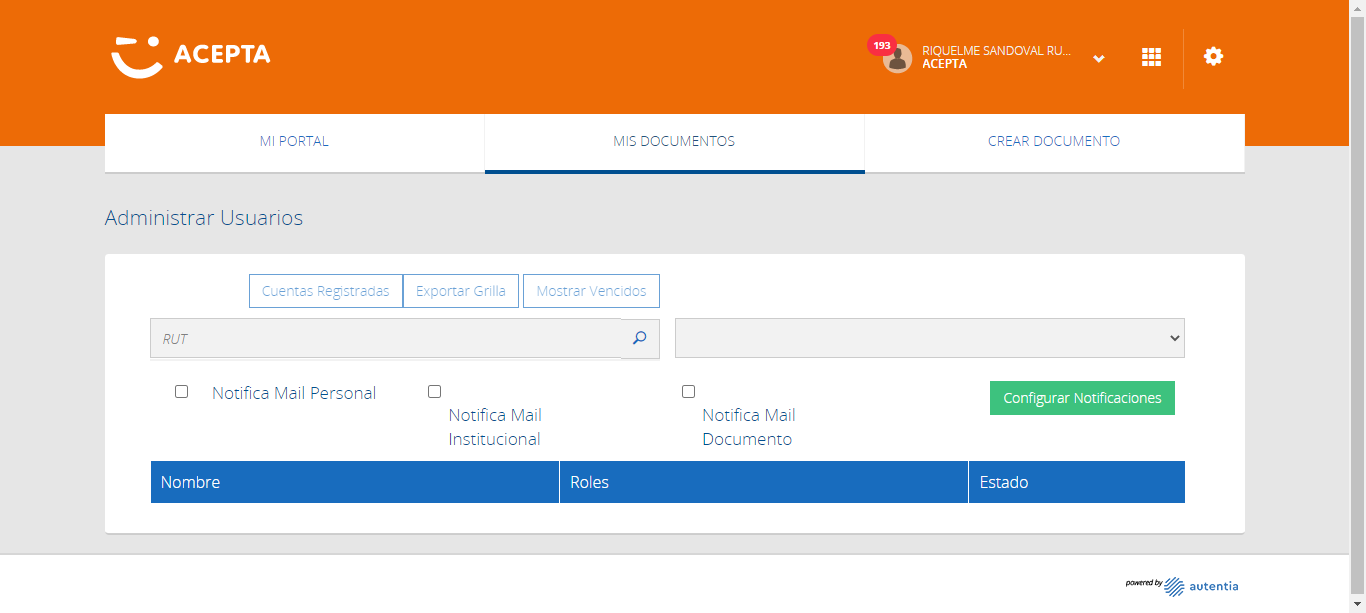 ACEPTA
193
RIQUELME SANDOVAL RU...
ACEPTA
MI PORTAL
MIS DOCUMENTOS
CREAR DOCUMENTO
Administrar Usuarios
Cuentas Registradas
Exportar Grilla
Mostrar Vencidos
RUT
Notifica Mail Personal
Notifica Mail
Institucional
Notifica Mail
Documento
Configurar Notificaciones
Nombre
Roles
Estado
powered by
autentia